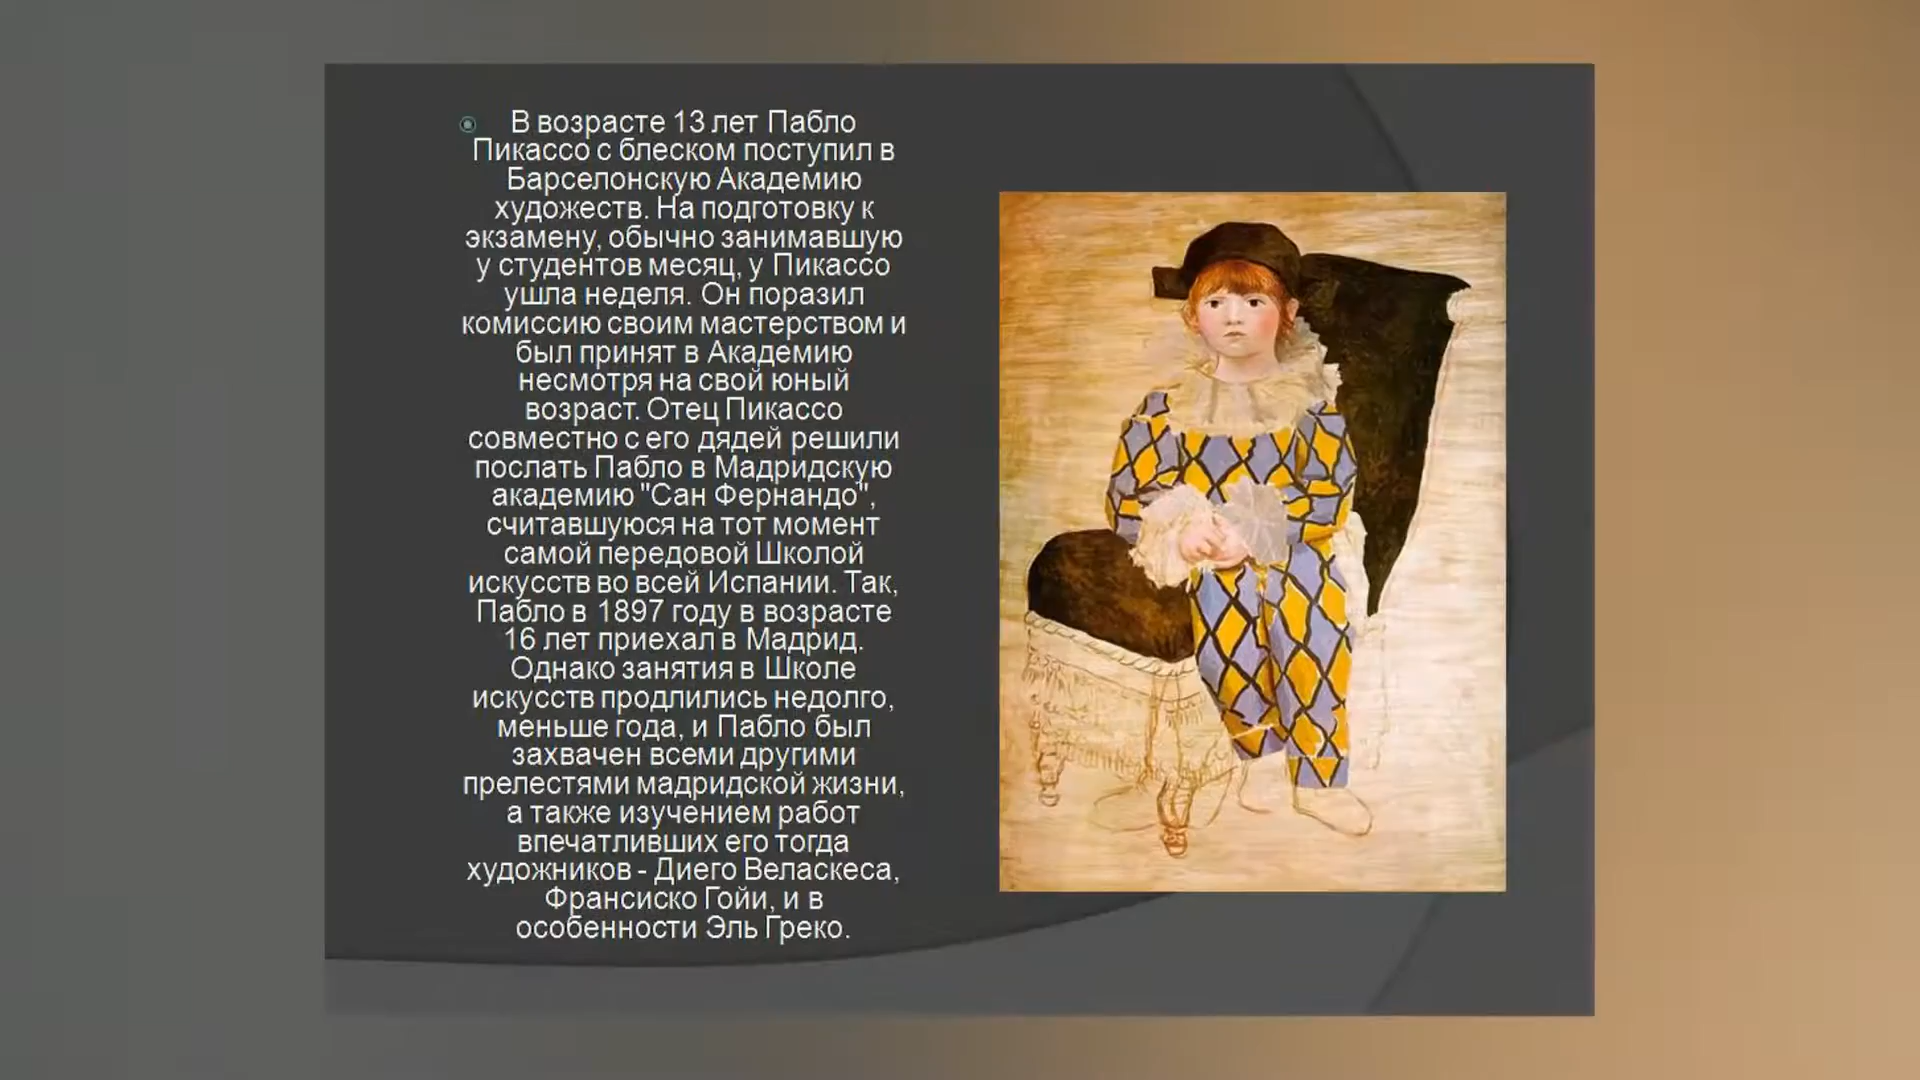 В возрасте 13 лет Пабло
Пикассо с блеском поступил в
Барселонскую Академию
художеств. На подготовку к
экзамену, обычно занимавшую
у студентов месяц, у Пикассо
ушла неделя. Он поразил
комиссию своим мастерством и
был принят в Академию
несмотря на свой юный
возраст. Отец Пикассо
совместно с его дядей решили
послать Пабло в Мадридскую
академию "Сан Фернандо",
считавшуюся на тот момент
самой передовой Школой
искусств во всей Испании. Так,
Пабло в 1897 году в возрасте
16 лет приехал в Мадрид.
Однако занятия в Школе
искусств продлились недолго,
меньше года, и Пабло был
захвачен всеми другими
прелестями мадридской жизни,
а также изучением работ
впечатливших его тогда
художников - Диего Веласкеса,
Франсиско Гойи, и в
особенности Эль Греко.